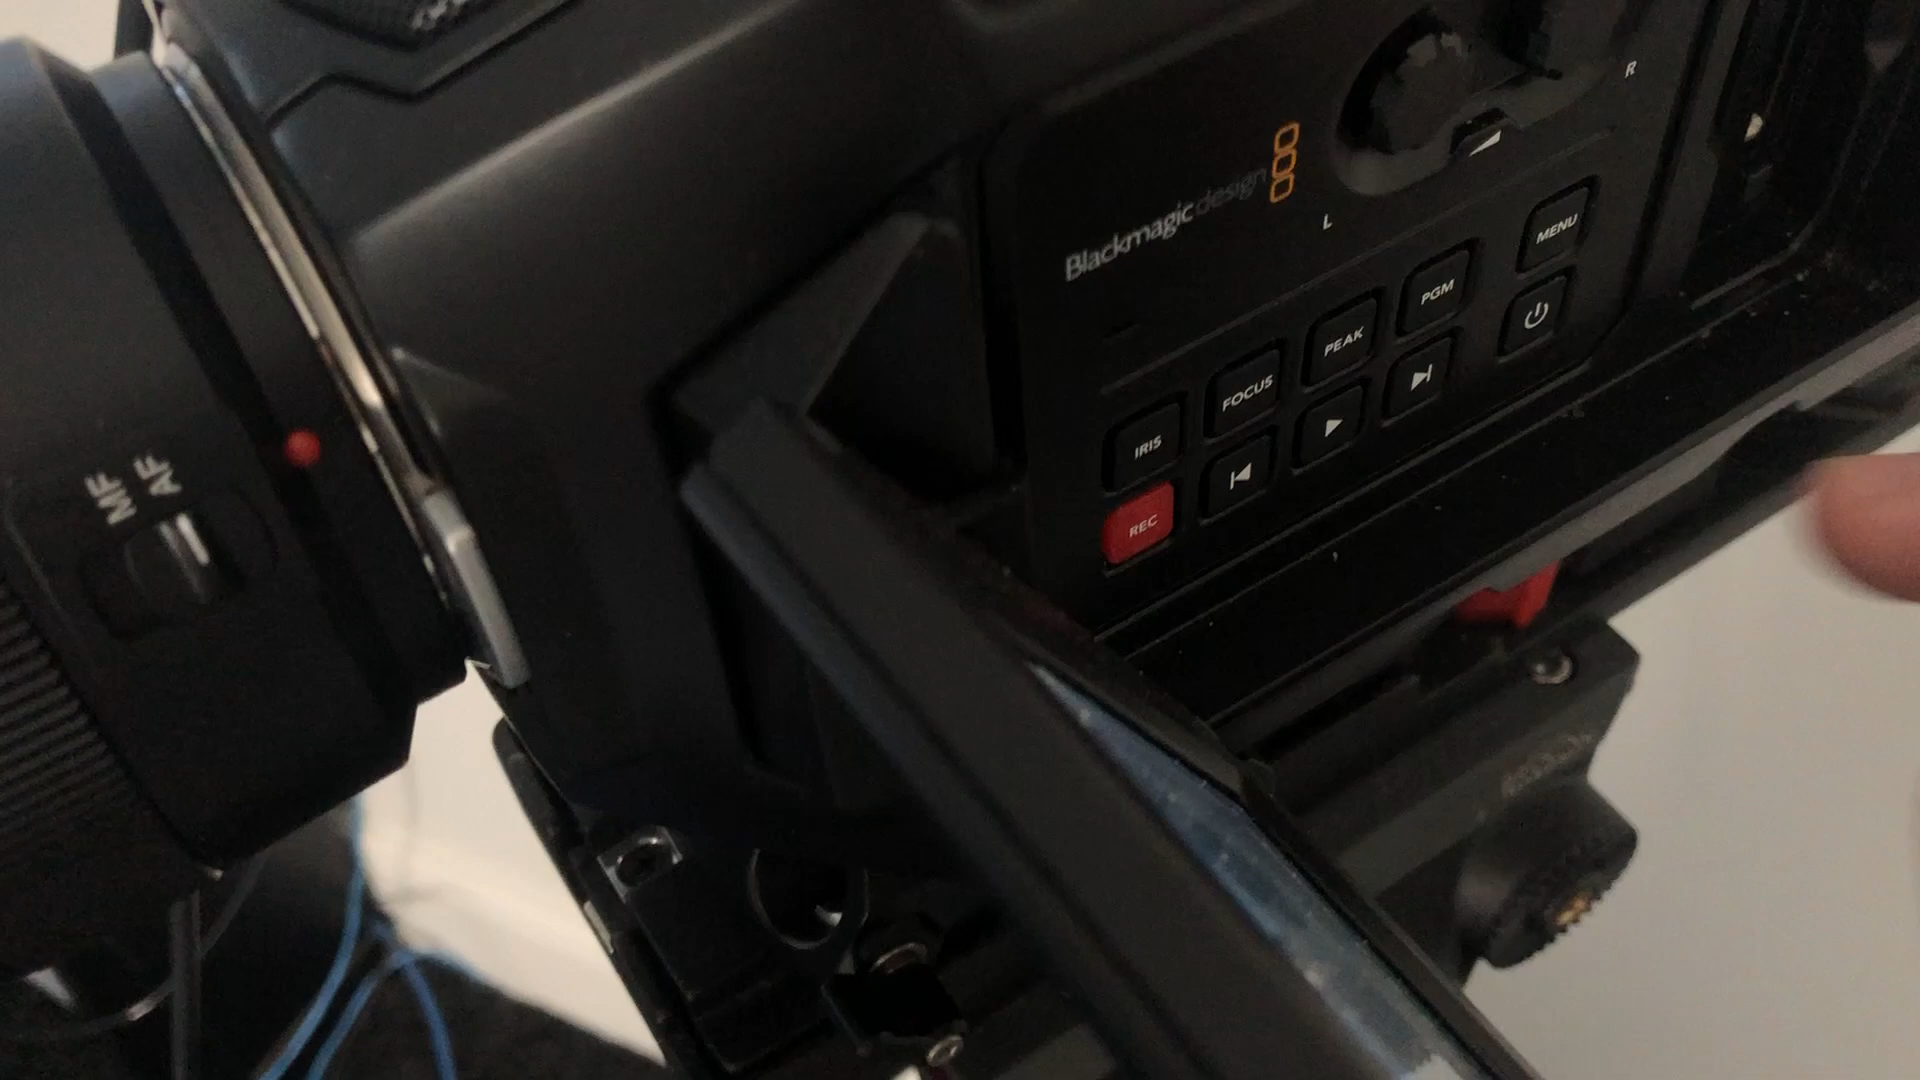 MF
AF
Blackmagicdesign
L
R
IRIS
FOCUS
PEAK
PGM
MENU
REC